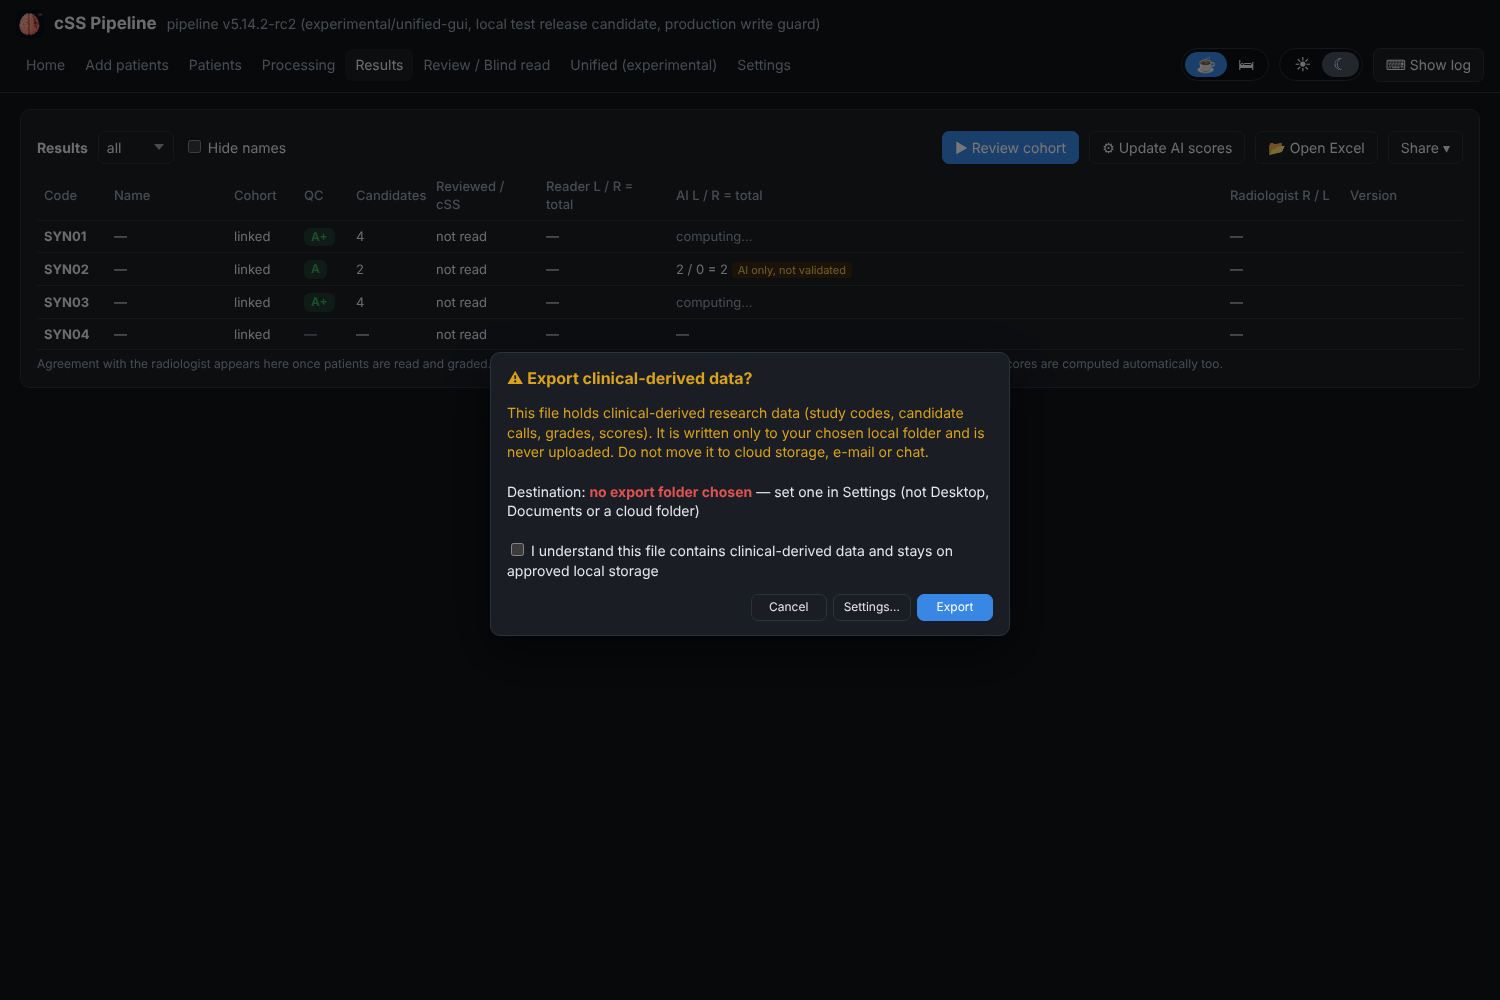 cSS Pipeline pipeline v5.14.2-rc2 (experimental/unified-gui, local test release candidate, production write guard)
Home Add patients Patients Processing Results Review / Blind read Unified (experimental) Settings Show log
Results all Hide names Review cohort Update AI scores Open Excel Share ▾
Code Name Cohort QC Candidates Reviewed / cSS Reader L / R = total AI L / R = total Radiologist R / L Version
SYN01 — linked A+ 4 not read — computing... —
SYN02 — linked A 2 not read — 2 / 0 = 2 AI only, not validated —
SYN03 — linked A+ 4 not read — computing... —
SYN04 — linked — — not read — — —
Agreement with the radiologist appears here once patients are read and graded. ores are computed automatically too.
⚠ Export clinical-derived data?
This file holds clinical-derived research data (study codes, candidate
calls, grades, scores). It is written only to your chosen local folder and is
never uploaded. Do not move it to cloud storage, e-mail or chat.
Destination: no export folder chosen — set one in Settings (not Desktop,
Documents or a cloud folder)
I understand this file contains clinical-derived data and stays on
approved local storage
Cancel Settings... Export